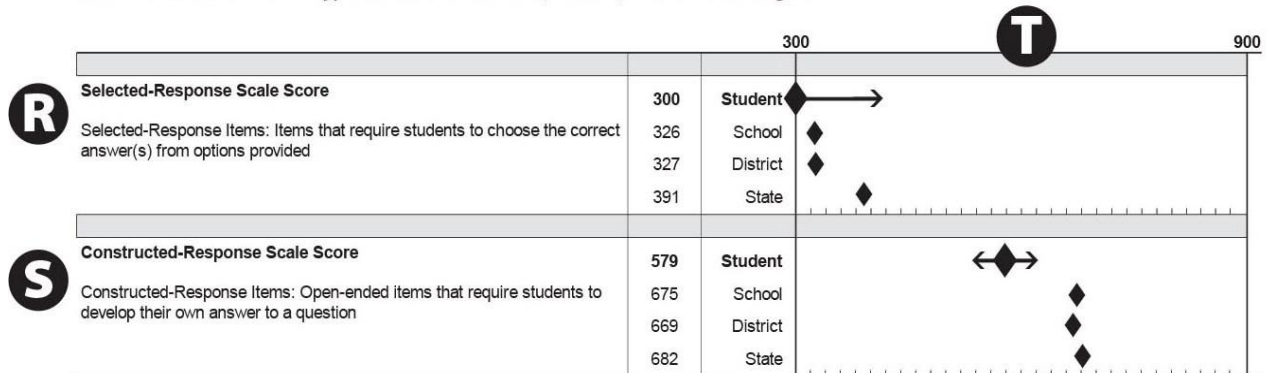 300 T 900
R Selected-Response Scale Score
300 Student
Selected-Response Items: Items that require students to choose the correct
answer(s) from options provided
326 School
327 District
391 State
S Constructed-Response Scale Score
579 Student
Constructed-Response Items: Open-ended items that require students to
develop their own answer to a question
675 School
669 District
682 State